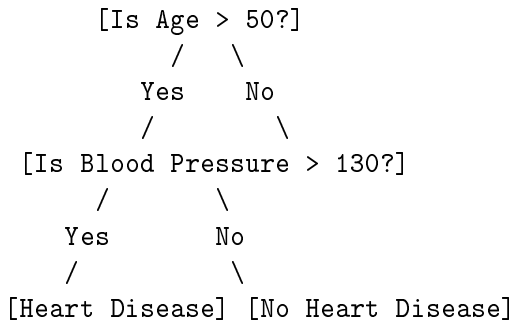 [Is Age > 50?]
/ \
Yes No
/ \
[Is Blood Pressure > 130?]
/ \
Yes No
/ \
[Heart Disease] [No Heart Disease]